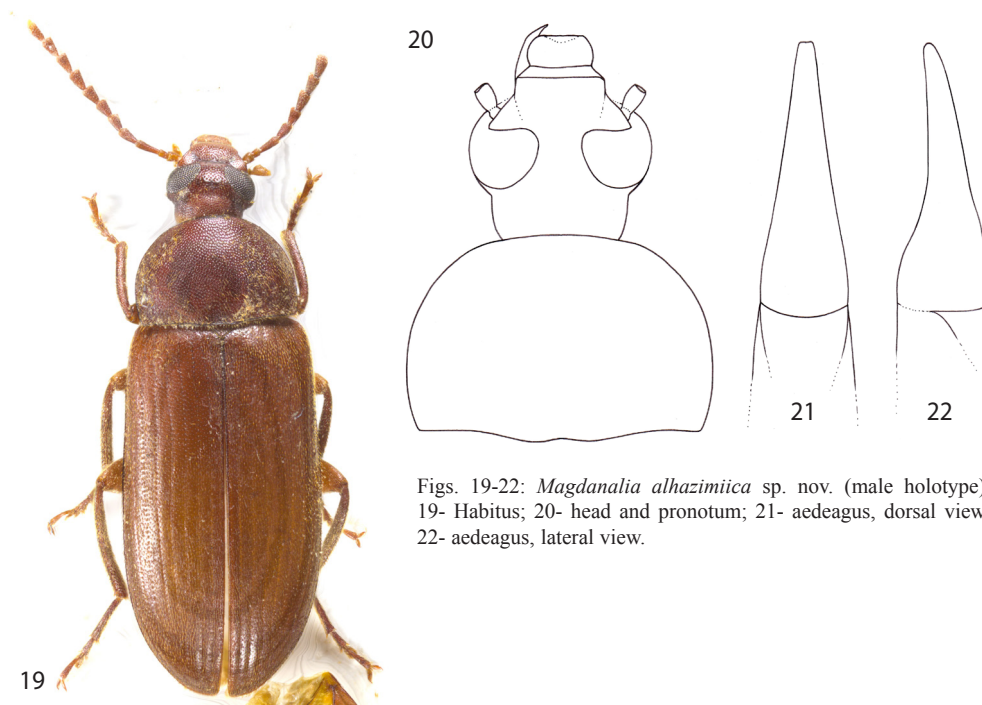 20
21
22
Figs. 19-22: Magdanalia alhazimiica sp. nov. (male holotype)
19- Habitus; 20- head and pronotum; 21- aedeagus, dorsal view
22- aedeagus, lateral view.
19